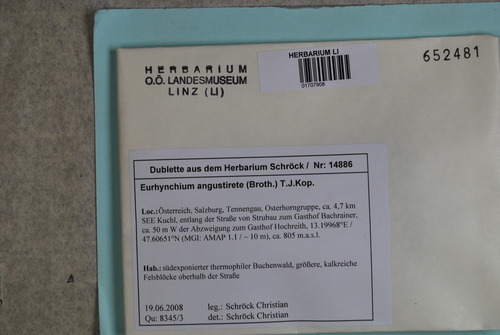 HERBARIUM
O.Ö. LANDESMUSEUM
LINZ (LI)
HERBARIUM LI
01707908
652481
Dublette aus dem Herbarium Schröck / Nr: 14886
Eurhynchium angustirete (Broth.) T.J.Kop.
Loc.:Österreich, Salzburg, Tennengau, Osterhorngruppe, ca. 4,7 km
SEE Kuchl, entlang der Straße von Strubau zum Gasthof Bachrainer,
ca. 50 m W der Abzweigung zum Gasthof Hochreith, 13.19968°E /
47.60651°N (MGI: AMAP 1.1 / ~ 10 m), ca. 805 m.a.s.l.
Hab.: südexponierter thermophiler Buchenwald, größere, kalkreiche
Felsblöcke oberhalb der Straße
19.06.2008 leg.: Schröck Christian
Qu: 8345/3 det.: Schröck Christian